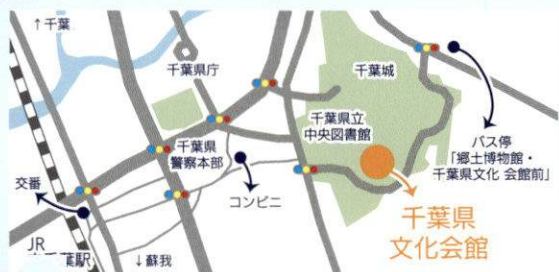 ↑千葉
千葉県庁
千葉城
千葉県立
中央図書館
千葉県
警察本部
バス停
「郷土博物館・
千葉県文化 会館前」
交番
コンビニ
千葉県
文化会館
JR
千葉駅
↓蘇我